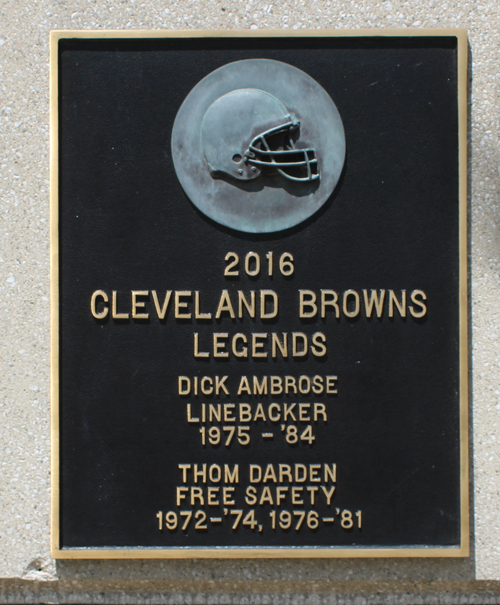 2016
CLEVELAND BROWNS
LEGENDS
DICK AMBROSE
LINEBACKER
1975 - '84
THOM DARDEN
FREE SAFETY
1972-'74, 1976-'81